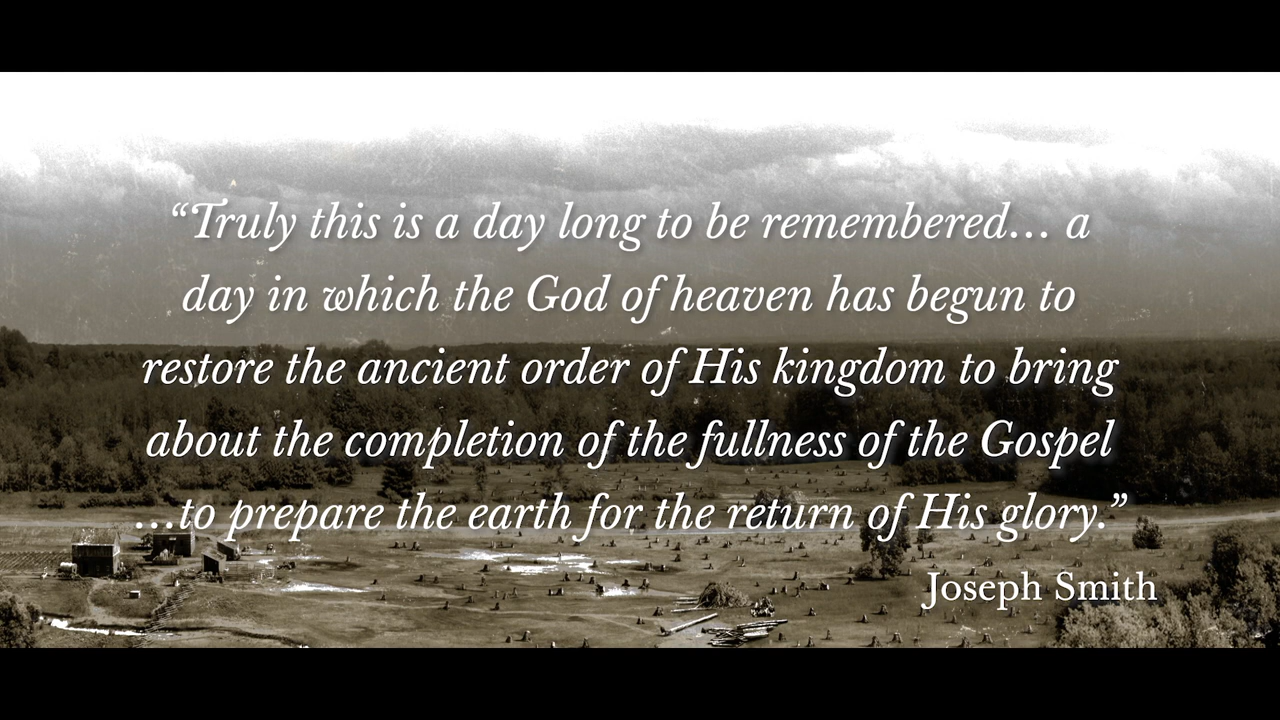 “Truly this is a day long to be remembered… a
day in which the God of heaven has begun to
restore the ancient order of His kingdom to bring
about the completion of the fullness of the Gospel
…to prepare the earth for the return of His glory.”
Joseph Smith